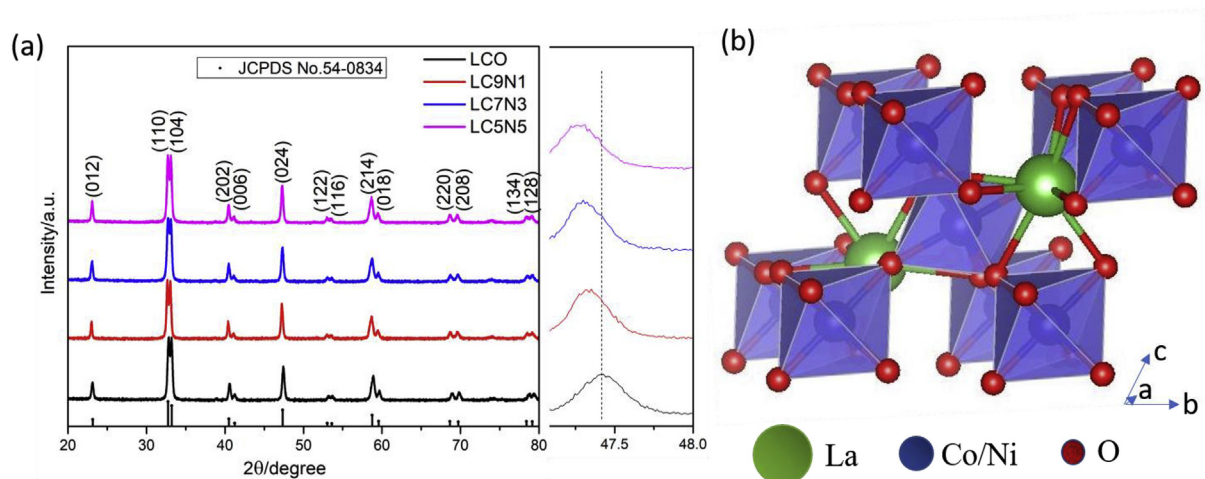 (a)
JCPDS No.54-0834
LCO
LC9N1
LC7N3
LC5N5
(012)
(110)
(104)
(202)
(006)
(024)
(122)
(116)
(214)
(018)
(220)
(208)
(134)
(128)
Intensity/a.u.
20 30 40 50 60 70 80
2θ/degree
47.5 48.0
(b)
c
a
b
La Co/Ni O